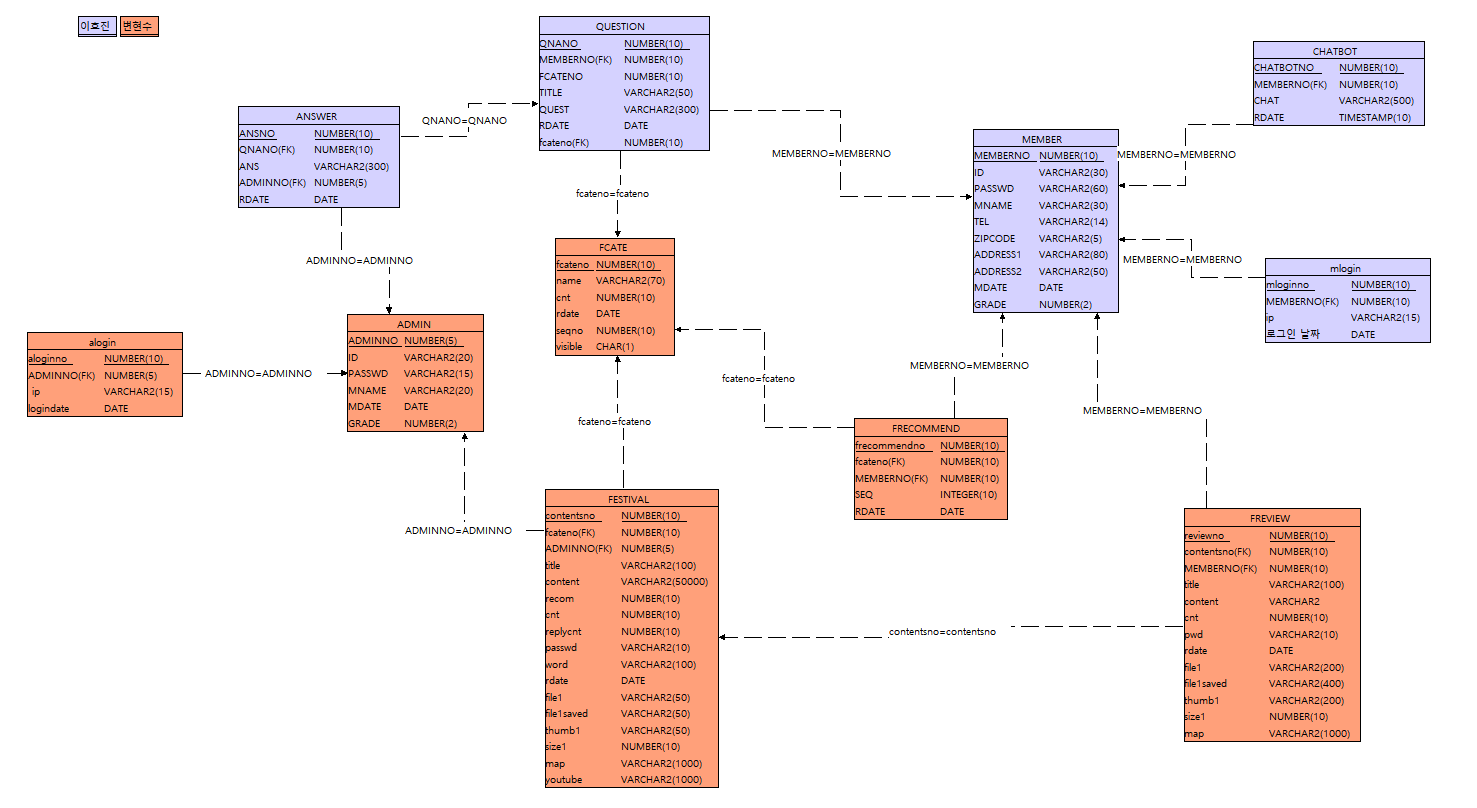 이효진 변현수
QUESTION
QNANO NUMBER(10)
MEMBERNO(FK) NUMBER(10)
FCATENO NUMBER(10)
TITLE VARCHAR2(50)
QUEST VARCHAR2(300)
RDATE DATE
fcateno(FK) NUMBER(10)
CHATBOT
CHATBOTNO NUMBER(10)
MEMBERNO(FK) NUMBER(10)
CHAT VARCHAR2(500)
RDATE TIMESTAMP(10)
ANSWER
ANSNO NUMBER(10)
QNANO(FK) NUMBER(10)
ANS VARCHAR2(300)
ADMINNO(FK) NUMBER(5)
RDATE DATE
QNANO=QNANO
MEMBERNO=MEMBERNO
MEMBER
MEMBERNO NUMBER(10)
ID VARCHAR2(30)
PASSWD VARCHAR2(60)
MNAME VARCHAR2(30)
TEL VARCHAR2(14)
ZIPCODE VARCHAR2(5)
ADDRESS1 VARCHAR2(80)
ADDRESS2 VARCHAR2(50)
MDATE DATE
GRADE NUMBER(2)
MEMBERNO=MEMBERNO
fcateno=fcateno
ADMINNO=ADMINNO
FCATE
fcateno NUMBER(10)
name VARCHAR2(70)
cnt NUMBER(10)
rdate DATE
seqno NUMBER(10)
visible CHAR(1)
MEMBERNO=MEMBERNO
mlogin
mloginno NUMBER(10)
MEMBERNO(FK) NUMBER(10)
ip VARCHAR2(15)
로그인 날짜 DATE
alogin
aloginno NUMBER(10)
ADMINNO(FK) NUMBER(5)
ip VARCHAR2(15)
logindate DATE
ADMINNO=ADMINNO
ADMIN
ADMINNO NUMBER(5)
ID VARCHAR2(20)
PASSWD VARCHAR2(15)
MNAME VARCHAR2(20)
MDATE DATE
GRADE NUMBER(2)
fcateno=fcateno
MEMBERNO=MEMBERNO
fcateno=fcateno
MEMBERNO=MEMBERNO
FRECOMMEND
frecommendno NUMBER(10)
fcateno(FK) NUMBER(10)
MEMBERNO(FK) NUMBER(10)
SEQ INTEGER(10)
RDATE DATE
ADMINNO=ADMINNO
FESTIVAL
contentsno NUMBER(10)
fcateno(FK) NUMBER(10)
ADMINNO(FK) NUMBER(5)
title VARCHAR2(100)
content VARCHAR2(50000)
recom NUMBER(10)
cnt NUMBER(10)
replycnt NUMBER(10)
passwd VARCHAR2(10)
word VARCHAR2(100)
rdate DATE
file1 VARCHAR2(50)
file1saved VARCHAR2(50)
thumb1 VARCHAR2(50)
size1 NUMBER(10)
map VARCHAR2(1000)
youtube VARCHAR2(1000)
contentsno=contentsno
FREVIEW
reviewno NUMBER(10)
contentsno(FK) NUMBER(10)
MEMBERNO(FK) NUMBER(10)
title VARCHAR2(100)
content VARCHAR2
cnt NUMBER(10)
pwd VARCHAR2(10)
rdate DATE
file1 VARCHAR2(200)
file1saved VARCHAR2(400)
thumb1 VARCHAR2(200)
size1 NUMBER(10)
map VARCHAR2(1000)